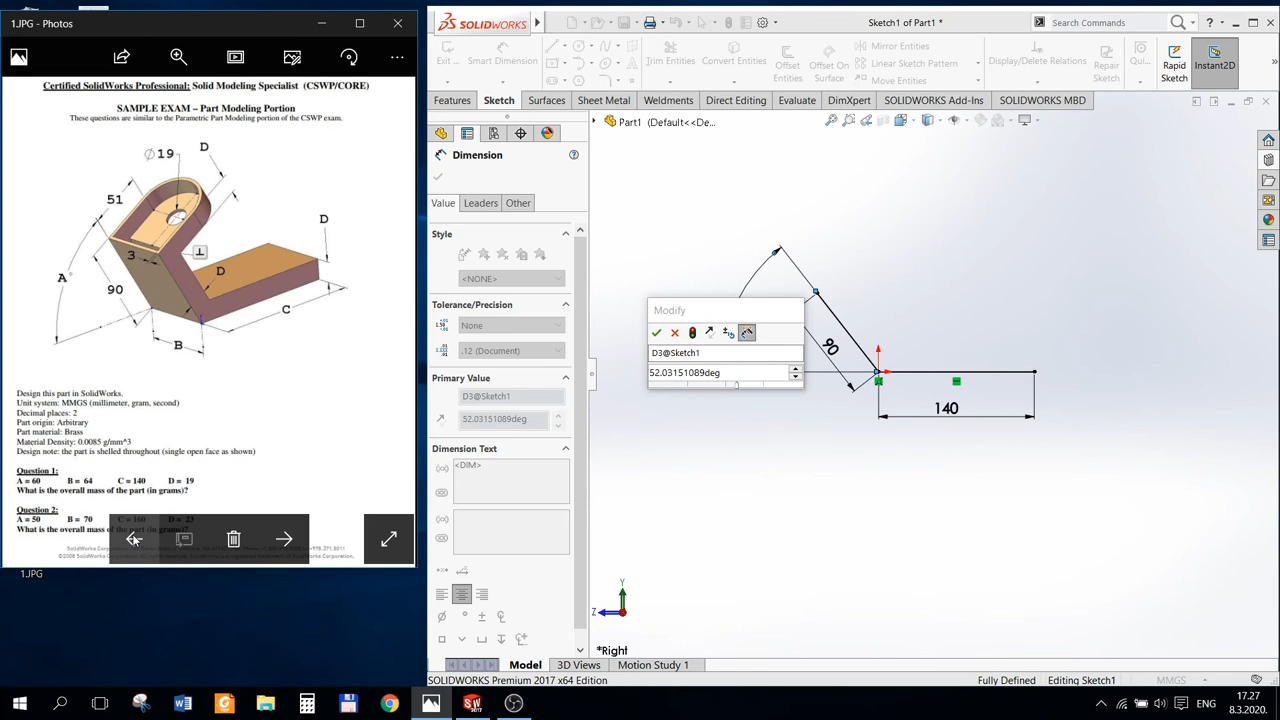 1.JPG - Photos
Certified SolidWorks Professional: Solid Modeling Specialist (CSWP/CORE)
SAMPLE EXAM – Part Modeling Portion
These questions are similar to the Parametric Part Modeling portion of the CSWP exam.
Ø19
D
51
D
3
D
A°
90
C
B
Design this part in SolidWorks.
Unit system: MMGS (millimeter, gram, second)
Decimal places: 2
Part origin: Arbitrary
Part material: Brass
Material Density: 0.0085 g/mm^3
Design note: the part is shelled throughout (single open face as shown)
Question 1:
A = 60 B = 64 C = 140 D = 19
What is the overall mass of the part (in grams)?
Question 2:
A = 50 B = 70 C = 160 D = 23
What is the overall mass of the part (in grams)?
1.JPG
SOLIDWORKS
Sketch1 of Part1 *
Search Commands
Exit ...
Smart Dimension
Trim Entities
Convert Entities
Offset Entities
Offset On Surface
Mirror Entities
Linear Sketch Pattern
Move Entities
Display/Delete Relations
Repair Sketch
Qui...
Rapid Sketch
Instant2D
Features
Sketch
Surfaces
Sheet Metal
Weldments
Direct Editing
Evaluate
DimXpert
SOLIDWORKS Add-Ins
SOLIDWORKS MBD
Part1 (Default<<De...
Dimension
Value
Leaders
Other
Style
<NONE>
Tolerance/Precision
None
.12 (Document)
Primary Value
D3@Sketch1
52.03151089deg
Dimension Text
<DIM>
Modify
D3@Sketch1
52.03151089deg
90
140
Y
Z
*Right
Model
3D Views
Motion Study 1
SOLIDWORKS Premium 2017 x64 Edition
Fully Defined
Editing Sketch1
MMGS
ENG
17.27
8.3.2020.